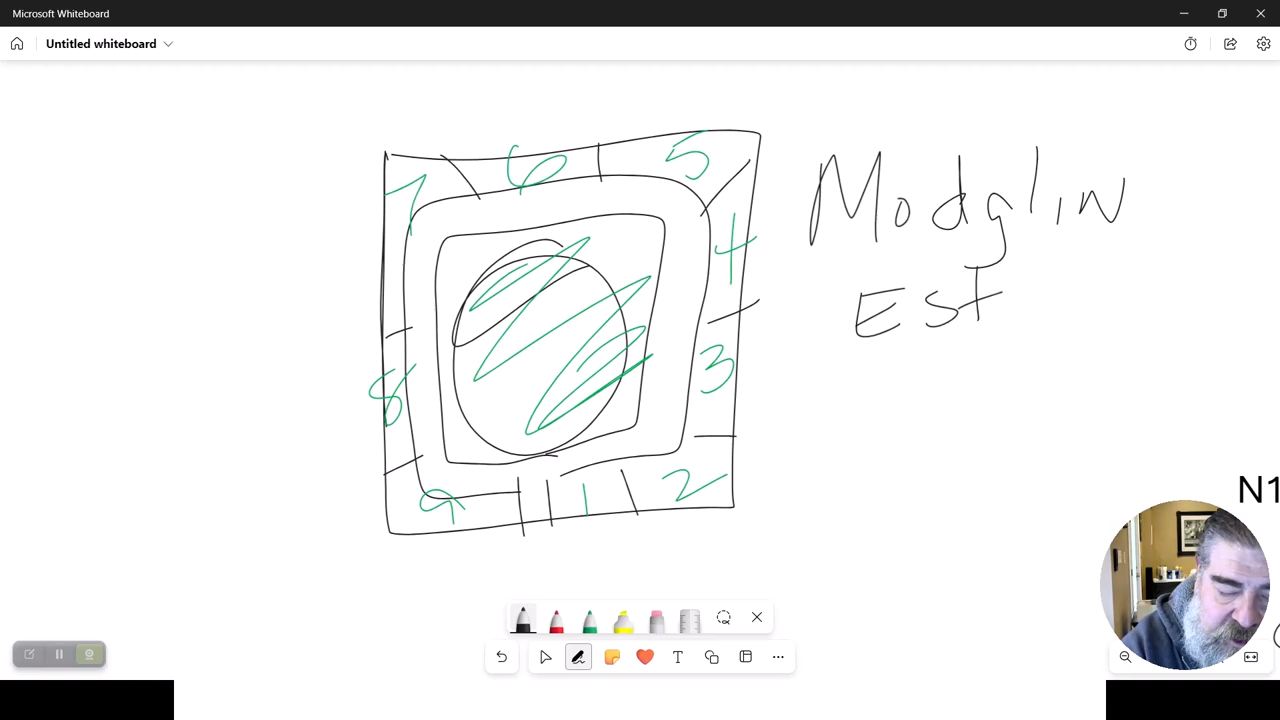 Microsoft Whiteboard
Untitled whiteboard
7 6 5
4
3
8
9 1 2
Modglin
Est
N1
T